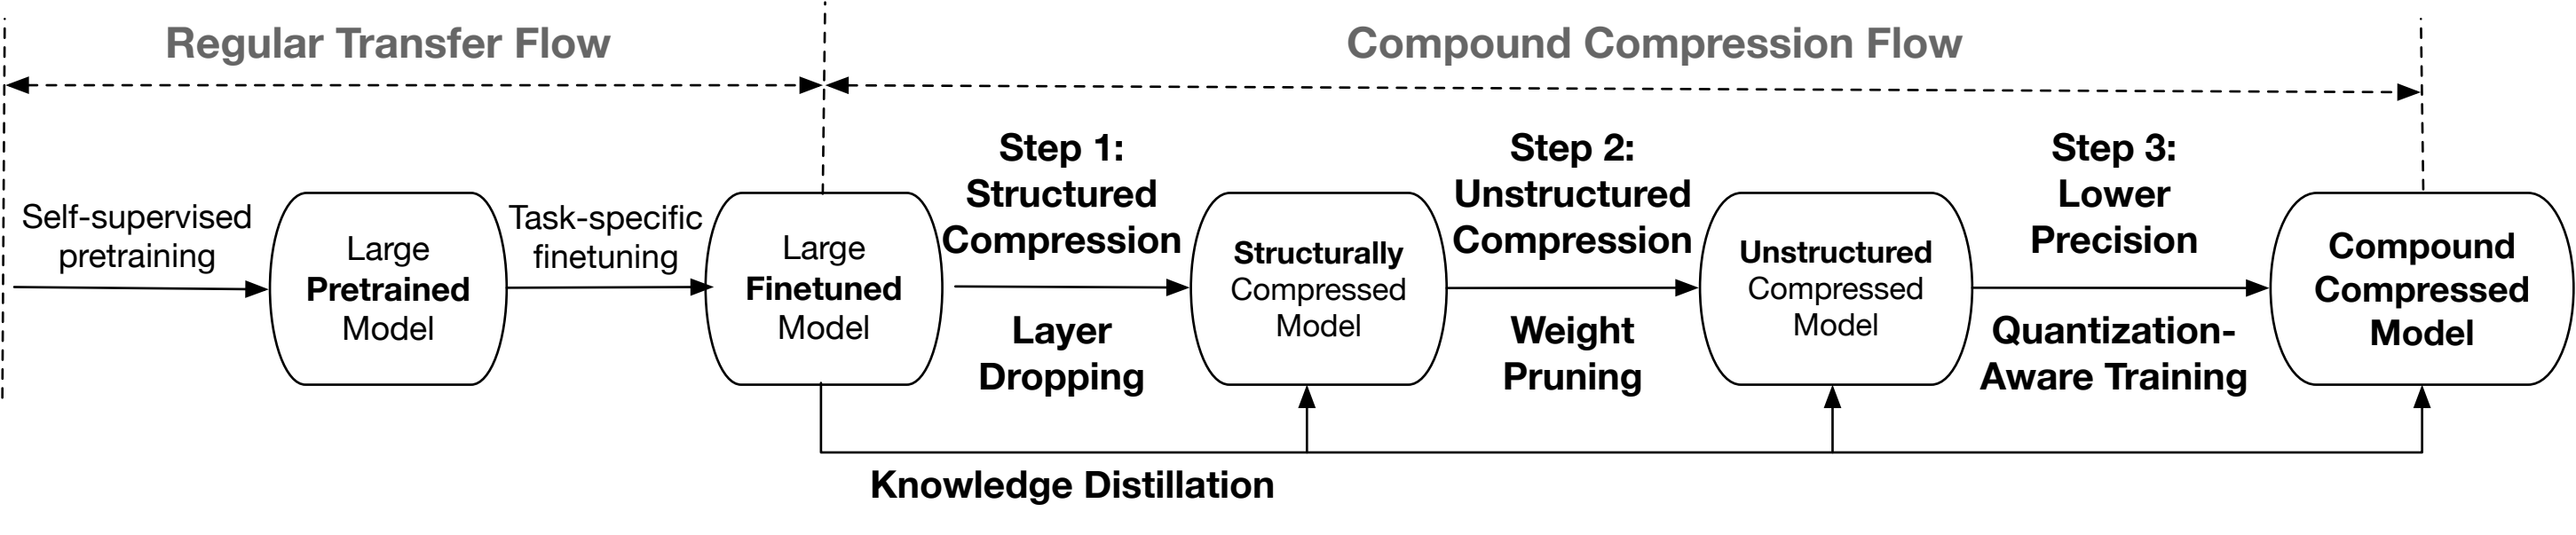 Regular Transfer Flow
Compound Compression Flow
Self-supervised
pretraining
Large
Pretrained
Model
Task-specific
finetuning
Large
Finetuned
Model
Step 1:
Structured
Compression
Layer
Dropping
Structurally
Compressed
Model
Step 2:
Unstructured
Compression
Weight
Pruning
Unstructured
Compressed
Model
Step 3:
Lower
Precision
Quantization-
Aware Training
Compound
Compressed
Model
Knowledge Distillation